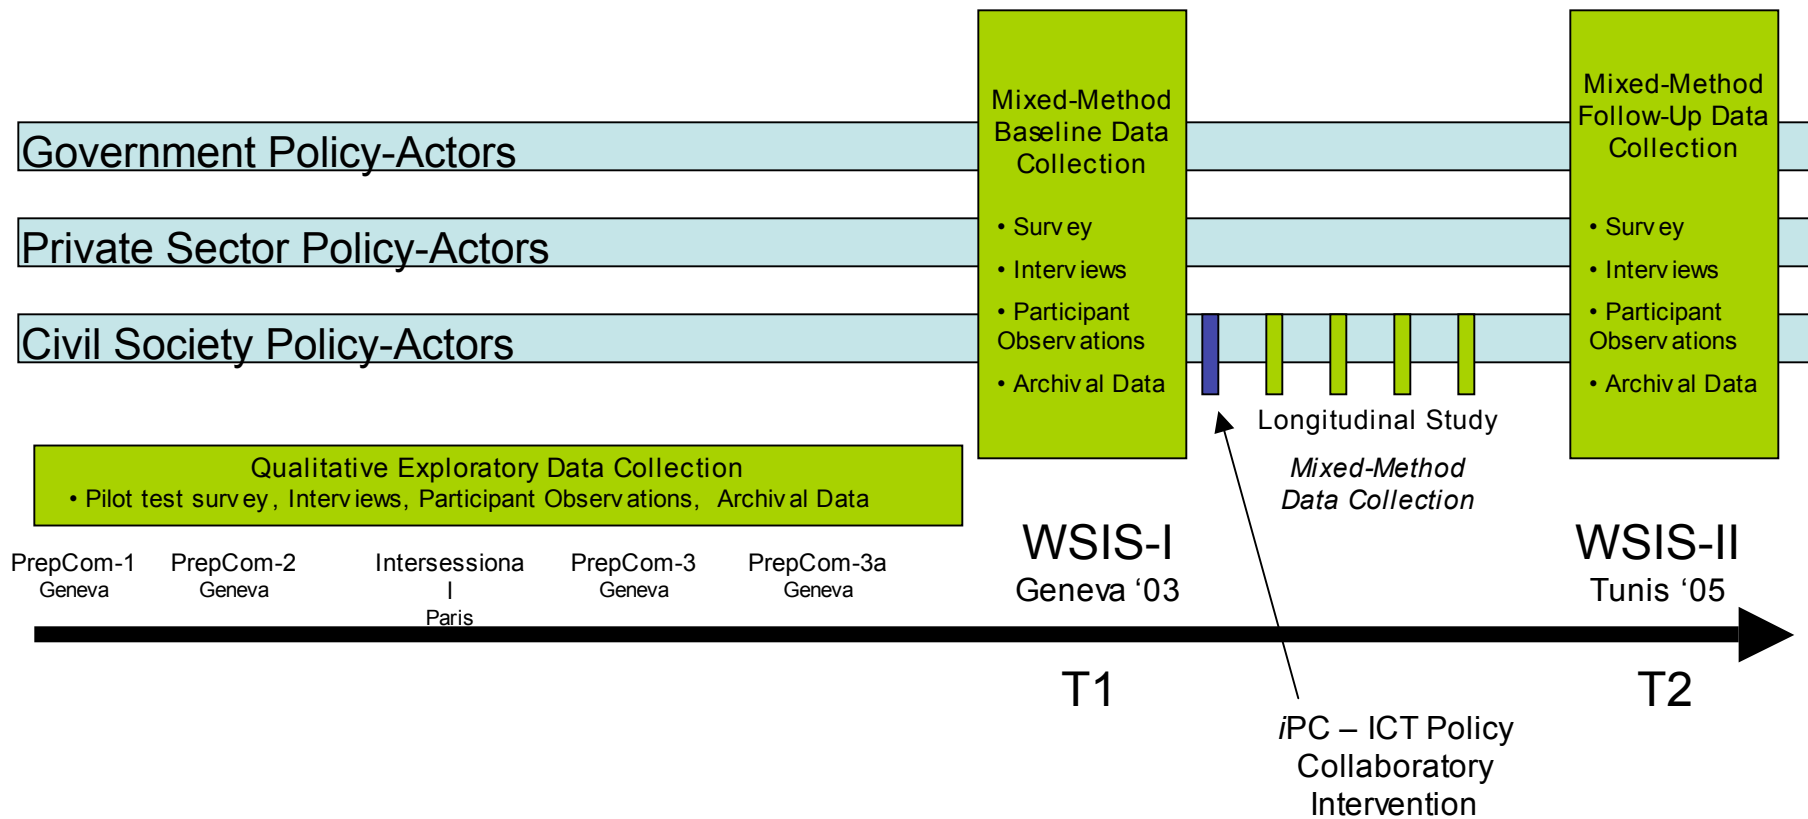 Mixed-Method
Baseline Data
Collection
• Survey
• Interviews
• Participant
Observations
• Archival Data
Mixed-Method
Follow-Up Data
Collection
• Survey
• Interviews
• Participant
Observations
• Archival Data
Government Policy-Actors
Private Sector Policy-Actors
Civil Society Policy-Actors
Longitudinal Study
Mixed-Method
Data Collection
Qualitative Exploratory Data Collection
• Pilot test survey, Interviews, Participant Observations, Archival Data
PrepCom-1
Geneva
PrepCom-2
Geneva
Intersessiona
l
Paris
PrepCom-3
Geneva
PrepCom-3a
Geneva
WSIS-I
Geneva ‘03
WSIS-II
Tunis ‘05
T1
T2
iPC – ICT Policy
Collaboratory
Intervention